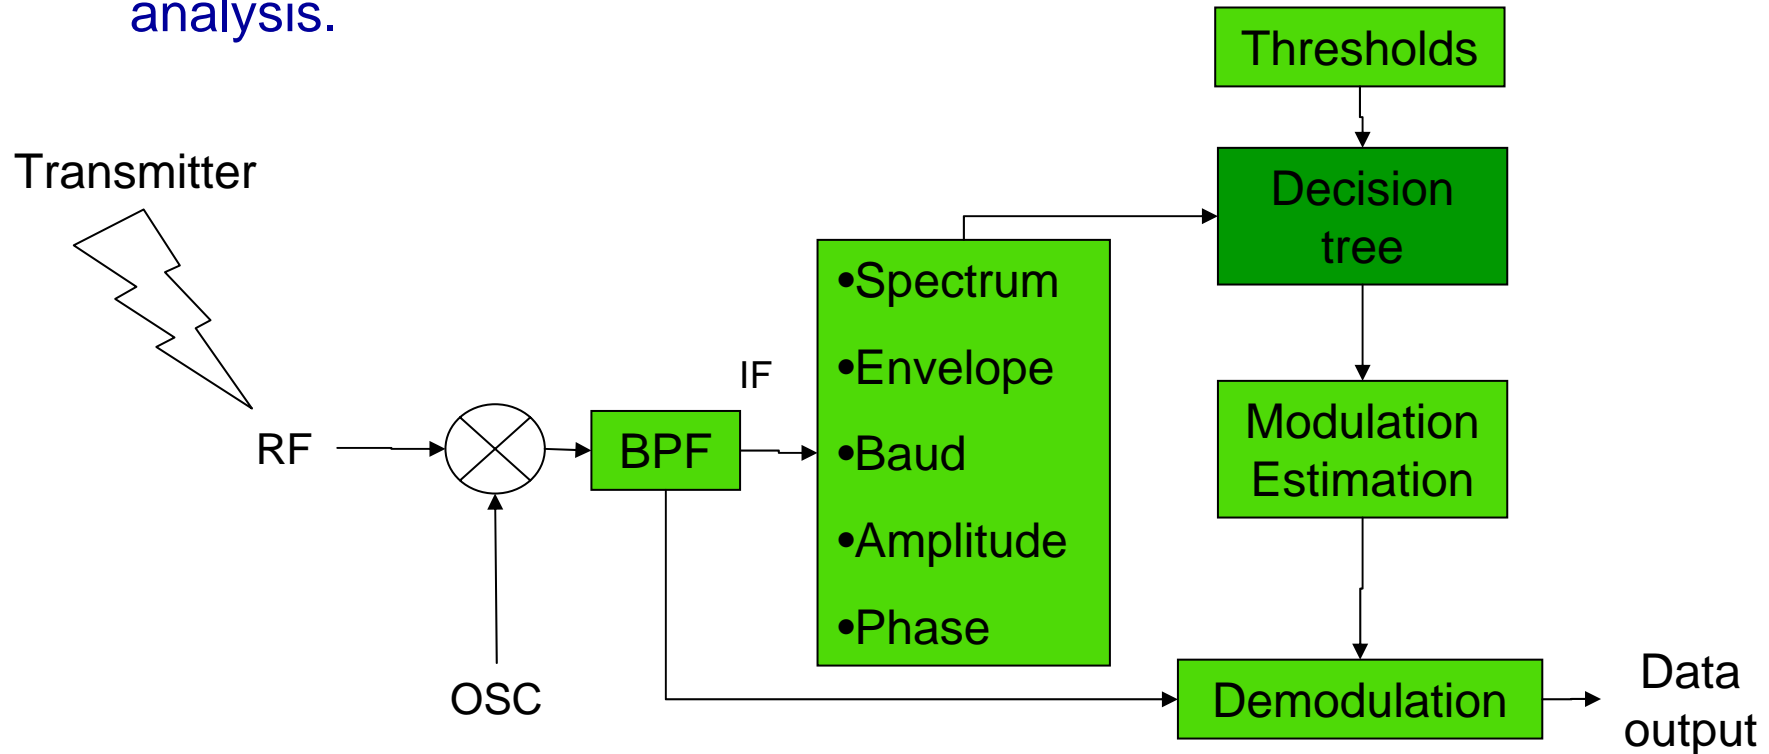 analysis.
Thresholds
Transmitter
Decision
tree
•Spectrum
•Envelope
IF
•Baud
•Amplitude
•Phase
RF
BPF
Modulation
Estimation
OSC
Demodulation
Data
output